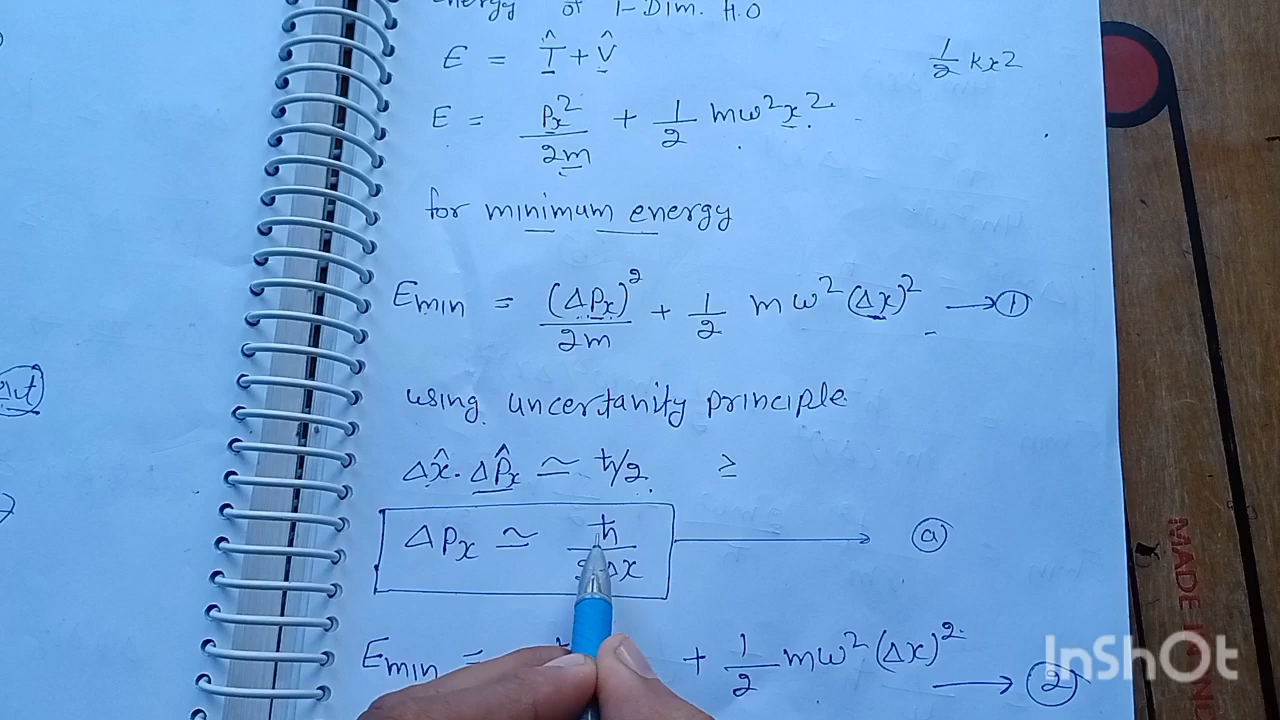 energy of 1-Dim. H.O
E = T̂ + V̂
1/2 kx2
E = Px²/2m + 1/2 mω²x².
for minimum energy
Emin = (ΔPx)²/2m + 1/2 mω²(Δx)² → ①
using uncertanity principle.
Δx̂ . ΔP̂x ≃ ħ/2. ≥
ΔPx ≃ ħ/2Δx → ⓐ
Emin = + 1/2 mω²(Δx)² → ②
InShOt
MADE IN